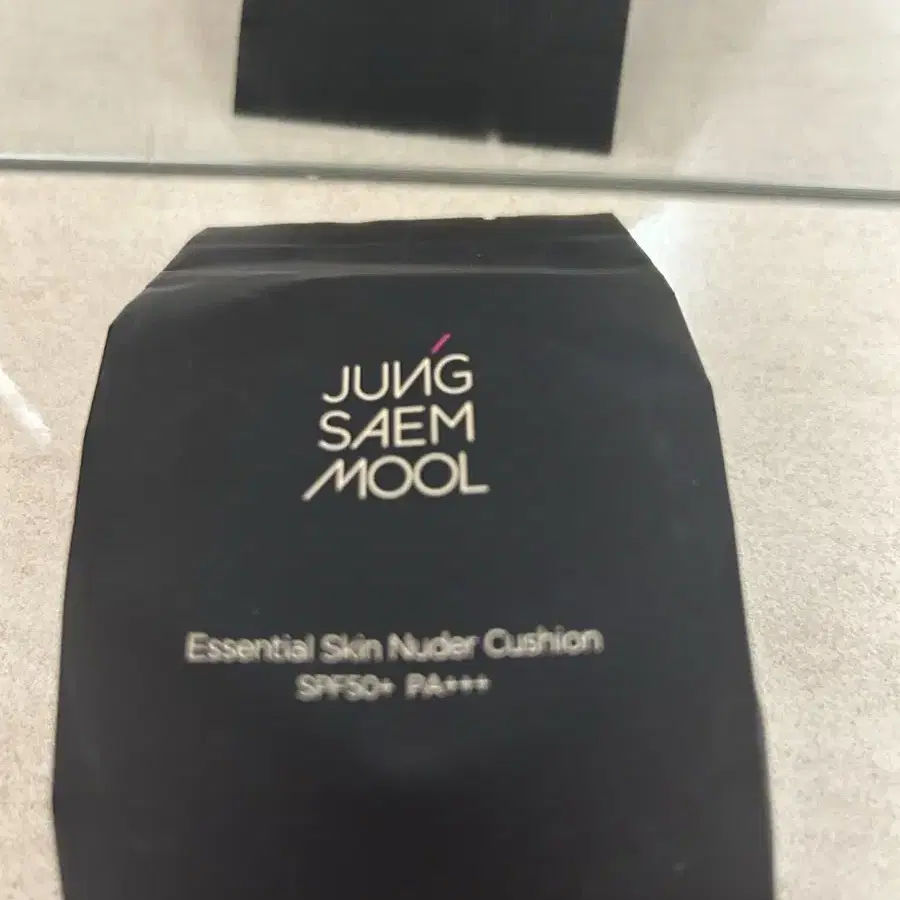 JUNG
SAEM
MOOL
Essential Skin Nuder Cushion
SPF50+ PA+++